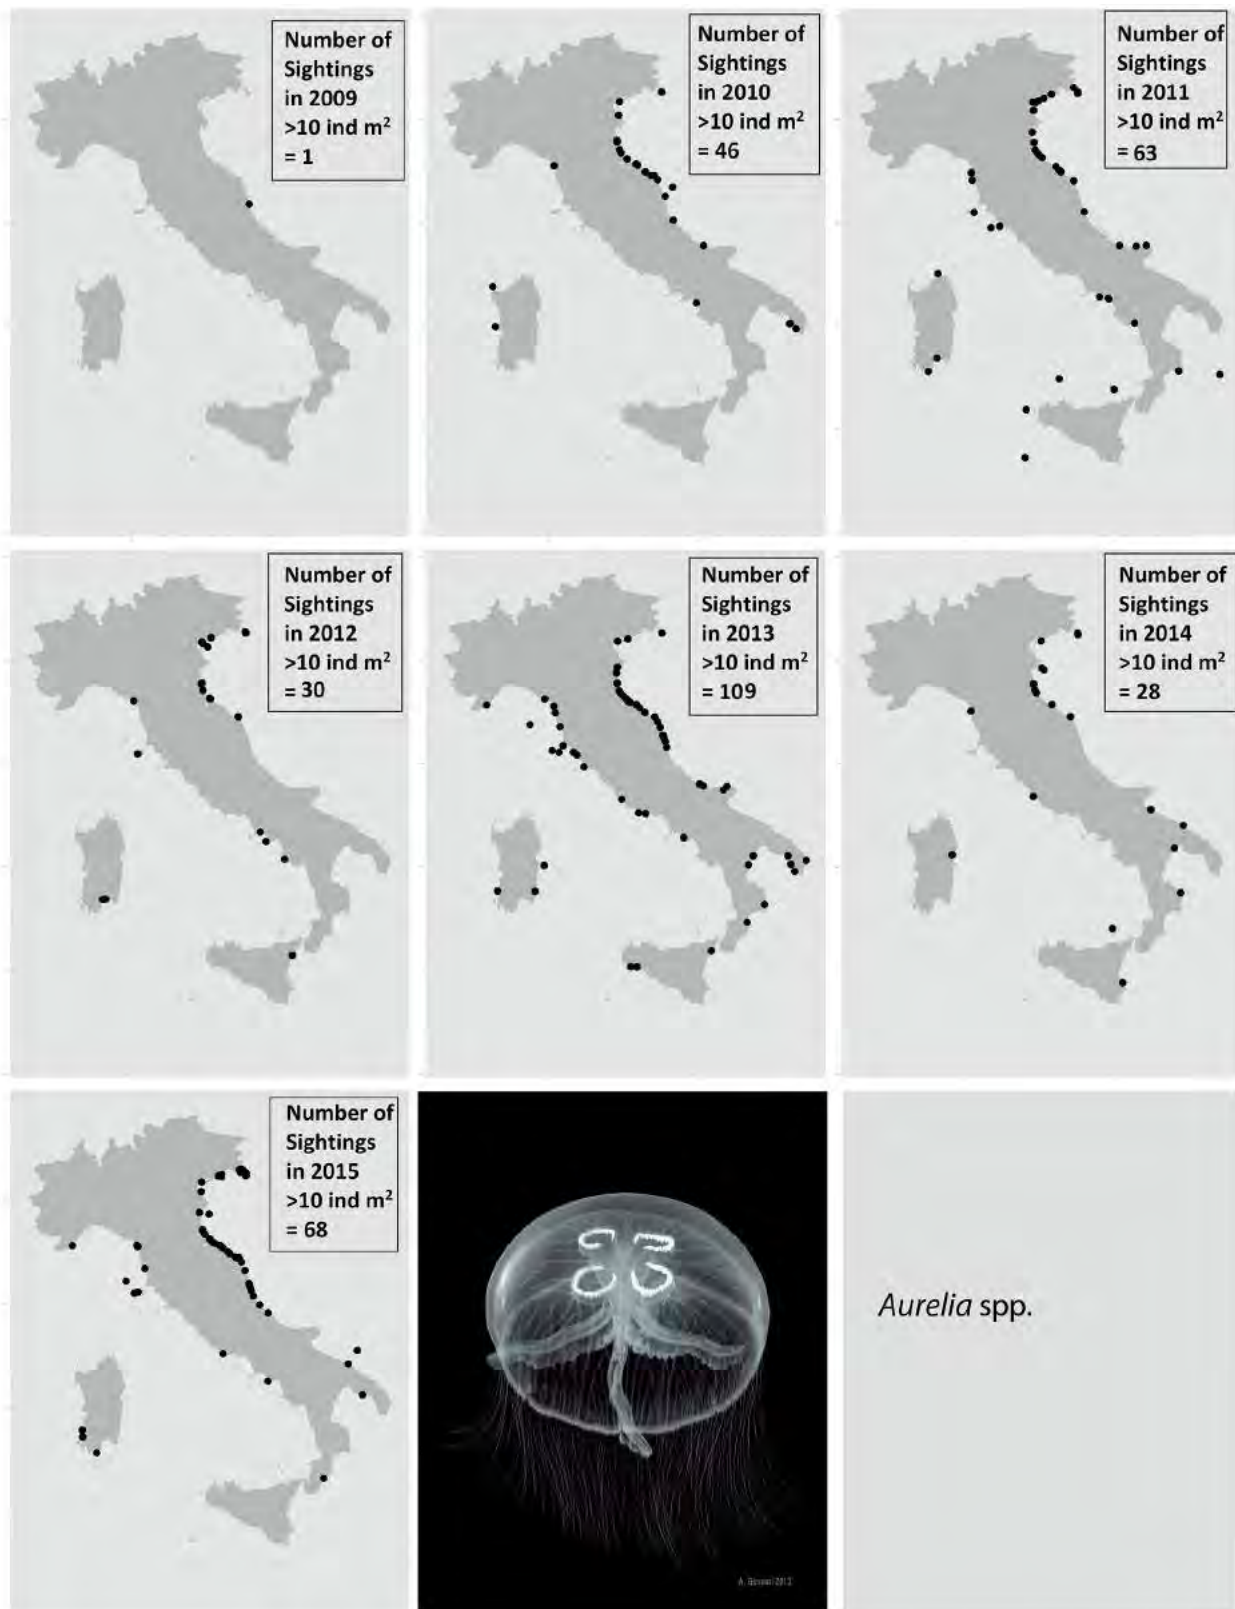 Number of
Sightings
in 2009
>10 ind m²
= 1
Number of
Sightings
in 2010
>10 ind m²
= 46
Number of
Sightings
in 2011
>10 ind m²
= 63
Number of
Sightings
in 2012
>10 ind m²
= 30
Number of
Sightings
in 2013
>10 ind m²
= 109
Number of
Sightings
in 2014
>10 ind m²
= 28
Number of
Sightings
in 2015
>10 ind m²
= 68
Aurelia spp.